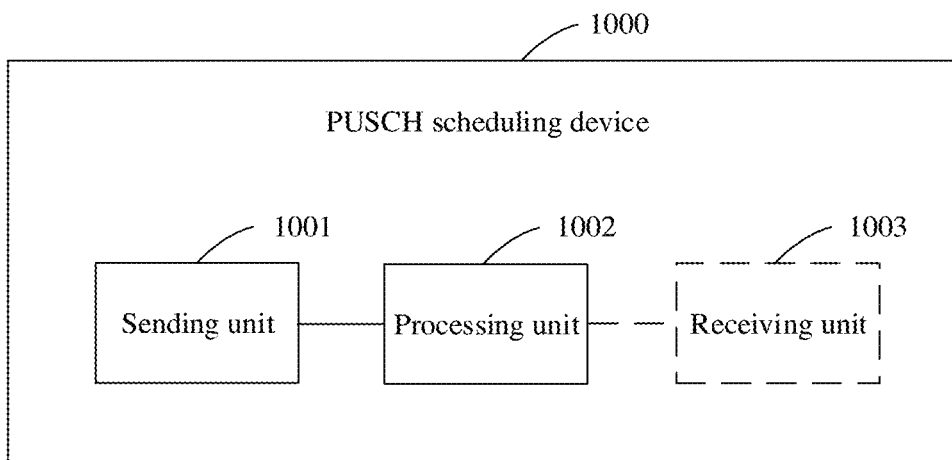 1000
PUSCH scheduling device
1001
1002
1003
Sending unit
Processing unit
Receiving unit